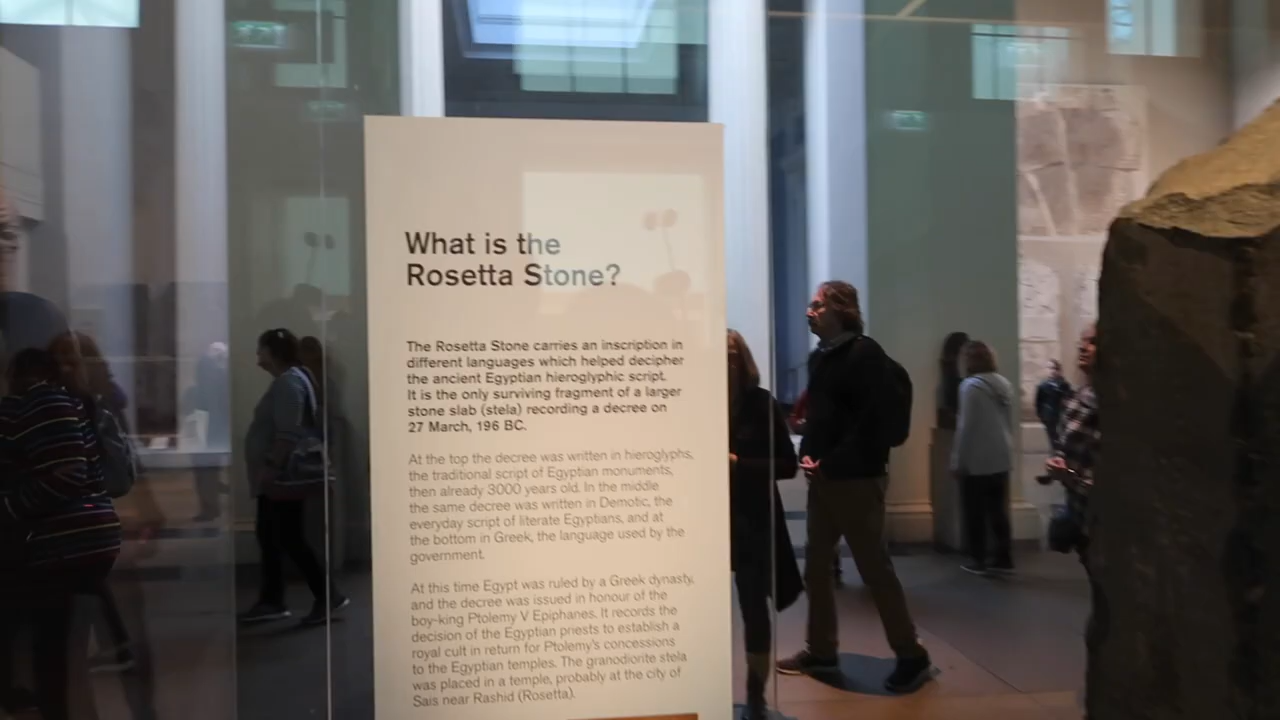 What is the
Rosetta Stone?
The Rosetta Stone carries an inscription in
different languages which helped decipher
the ancient Egyptian hieroglyphic script.
It is the only surviving fragment of a larger
stone slab (stela) recording a decree on
27 March, 196 BC.
At the top the decree was written in hieroglyphs,
the traditional script of Egyptian monuments,
then already 3000 years old. In the middle
the same decree was written in Demotic, the
everyday script of literate Egyptians, and at
the bottom in Greek, the language used by the
government.
At this time Egypt was ruled by a Greek dynasty,
and the decree was issued in honour of the
boy-king Ptolemy V Epiphanes. It records the
decision of the Egyptian priests to establish a
royal cult in return for Ptolemy's concessions
to the Egyptian temples. The granodiorite stela
was placed in a temple, probably at the city of
Sais near Rashid (Rosetta).